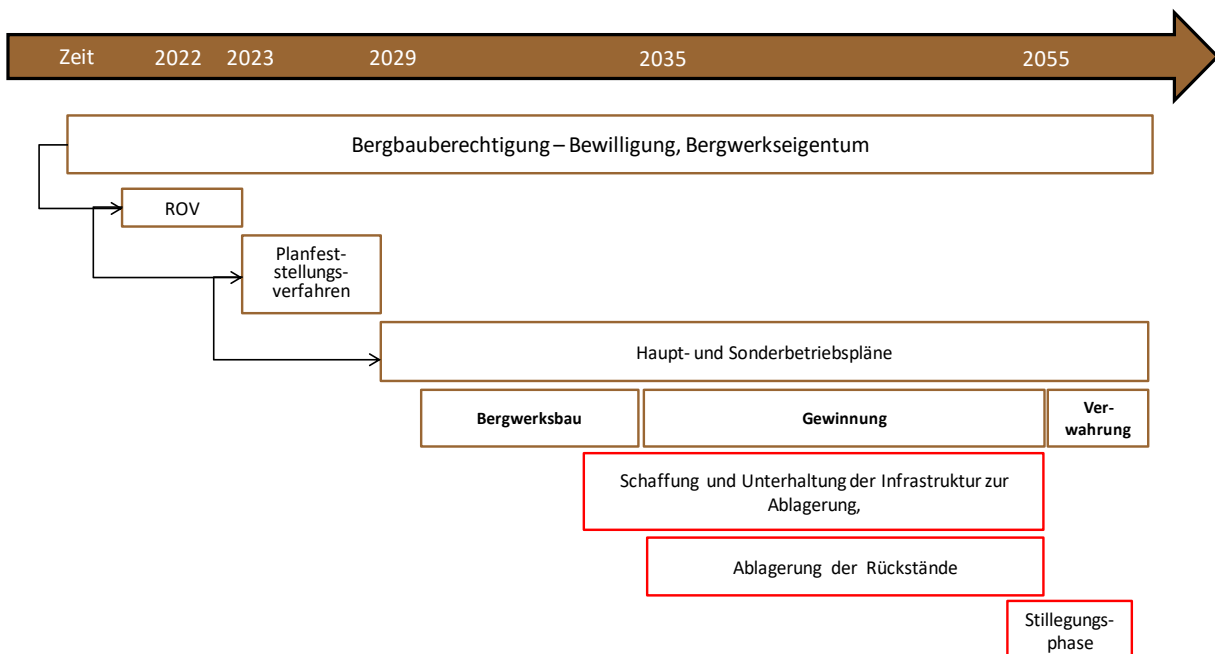 Zeit 2022 2023 2029 2035 2055
Bergbauberechtigung – Bewilligung, Bergwerkseigentum
ROV
Planfest-
stellungs-
verfahren
Haupt- und Sonderbetriebspläne
Bergwerksbau
Gewinnung
Ver-
wahrung
Schaffung und Unterhaltung der Infrastruktur zur
Ablagerung,
Ablagerung der Rückstände
Stillegungs-
phase